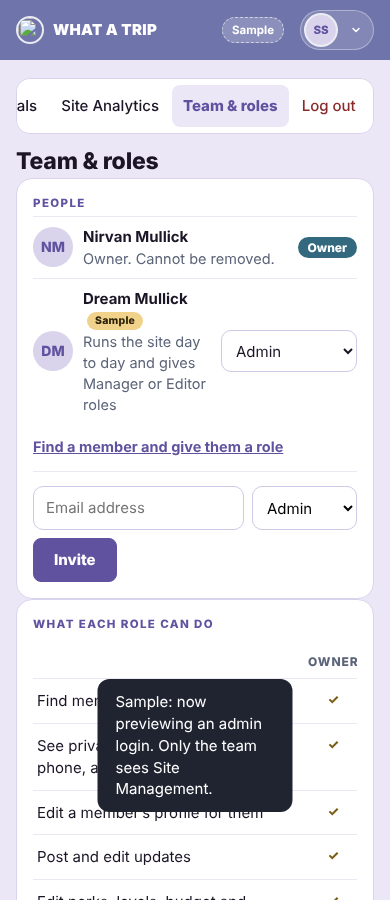 WHAT A TRIP
Sample
SS
als
Site Analytics
Team & roles
Log out
Team & roles
PEOPLE
NM
Nirvan Mullick
Owner. Cannot be removed.
Owner
DM
Dream Mullick
Sample
Runs the site day
to day and gives
Manager or Editor
roles
Admin
Find a member and give them a role
Email address
Admin
Invite
WHAT EACH ROLE CAN DO
OWNER
Find mem
See priva
phone, a
Sample: now
previewing an admin
login. Only the team
sees Site
Management.
Edit a member's profile for them
Post and edit updates
Edit perks, levels, budget and